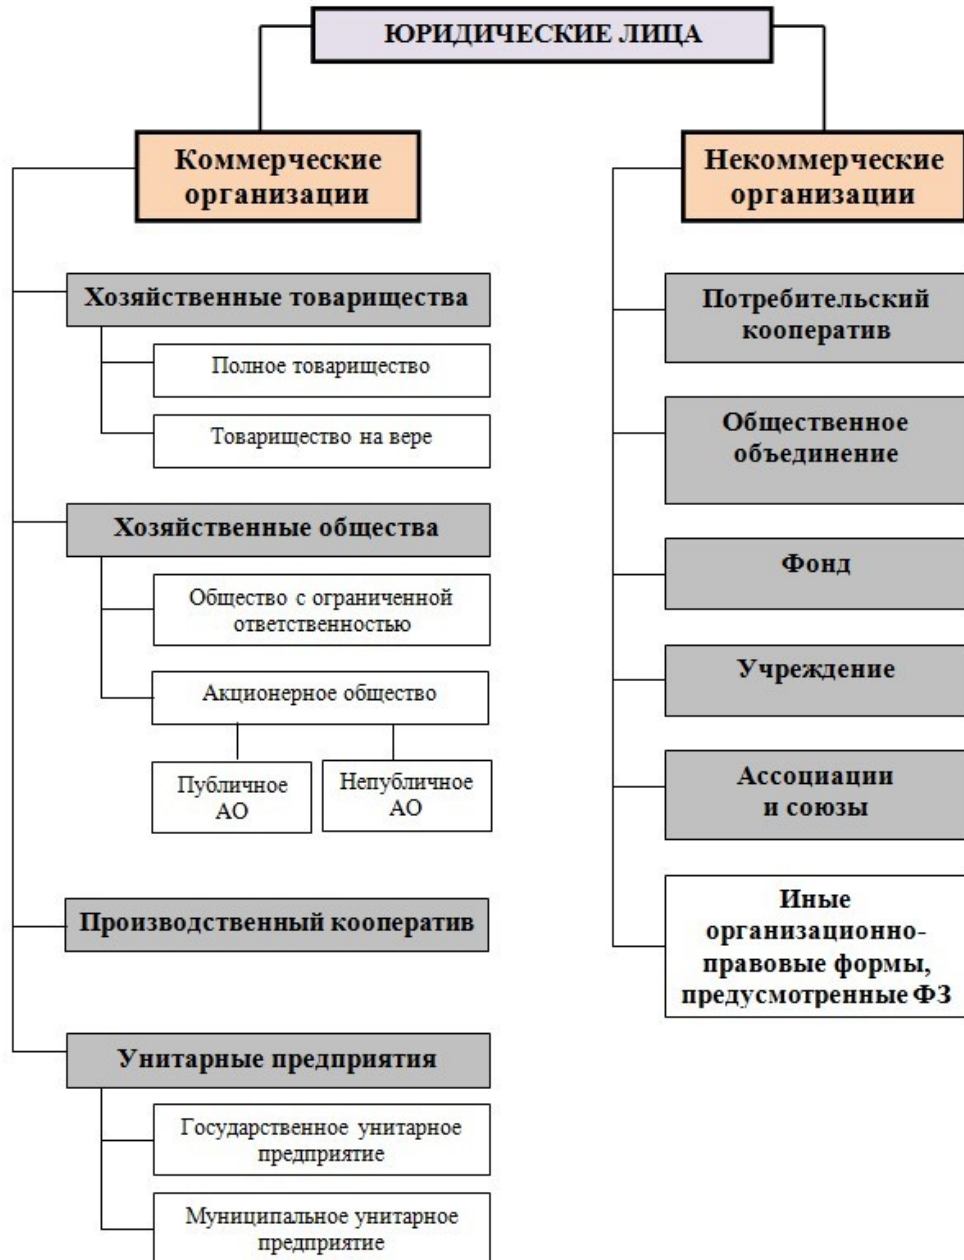 ЮРИДИЧЕСКИЕ ЛИЦА
Коммерческие
организации
Хозяйственные товарищества
Полное товарищество
Товарищество на вере
Хозяйственные общества
Общество с ограниченной
ответственностью
Акционерное общество
Публичное
АО
Непубличное
АО
Производственный кооператив
Унитарные предприятия
Государственное унитарное
предприятие
Муниципальное унитарное
предприятие
Некоммерческие
организации
Потребительский
кооператив
Общественное
объединение
Фонд
Учреждение
Ассоциации
и союзы
Иные
организационно-
правовые формы,
предусмотренные ФЗ